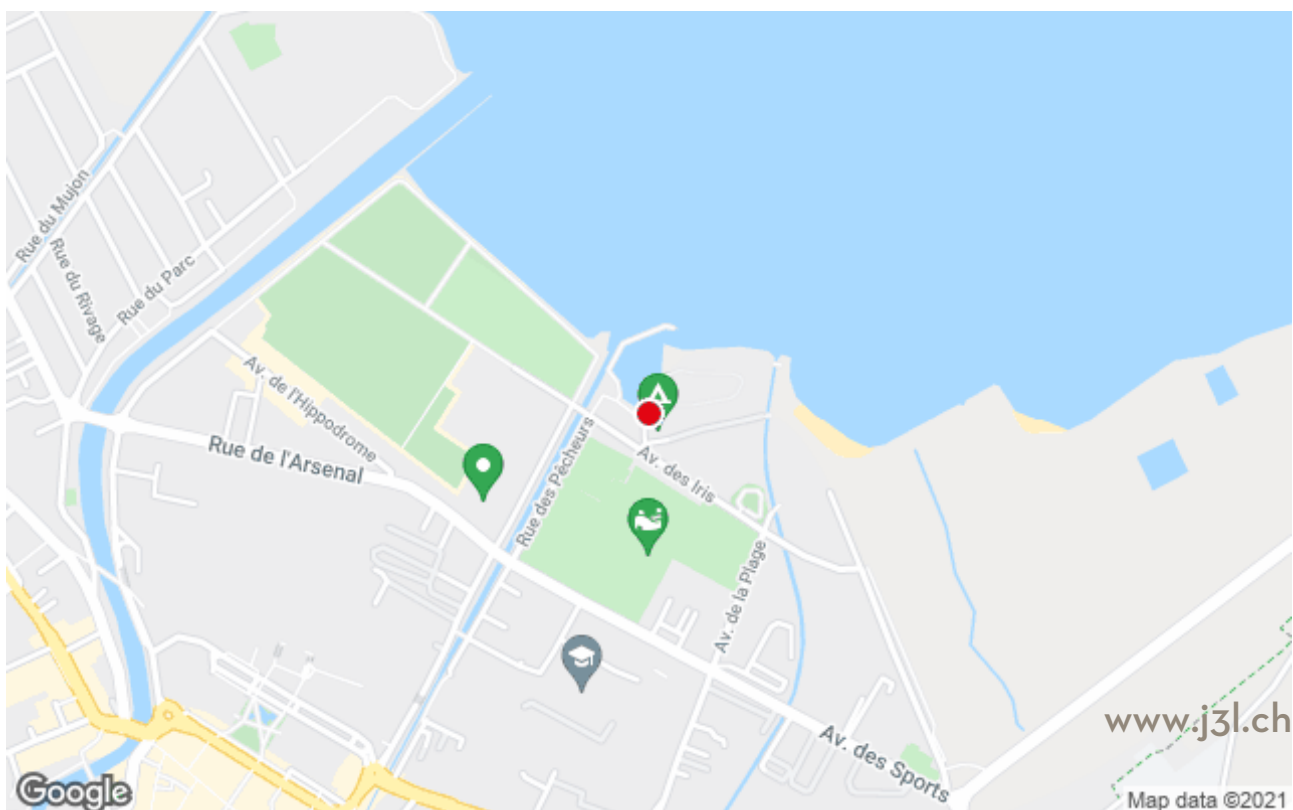 Rue du Mujon
Rue du Rivage
Rue du Parc
Av. de l'Hippodrome
Rue de l'Arsenal
Rue des Pêcheurs
Av. des Iris
Av. de la Plage
Av. des Sports
www.j3l.ch
Google
Map data ©2021